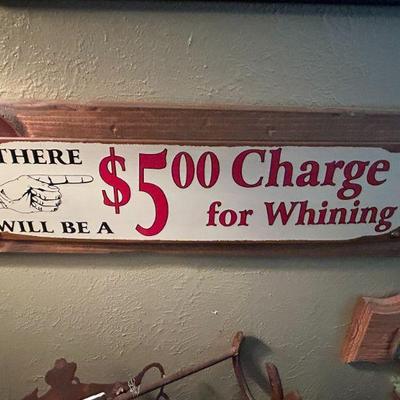 THERE
WILL BE A
$5.00 Charge
for Whining